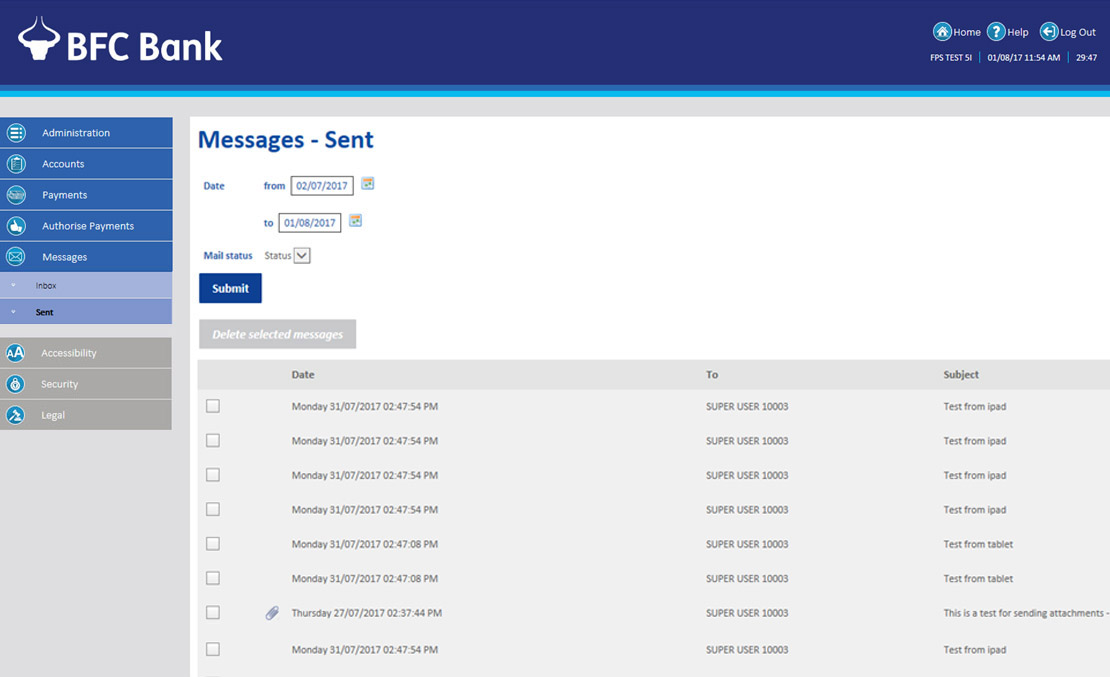 BFC Bank
Home Help Log Out
FPS TEST 5I 01/08/17 11:54 AM 29:47
Administration
Accounts
Payments
Authorise Payments
Messages
Inbox
Sent
AA Accessibility
Security
Legal
Messages - Sent
Date from 02/07/2017
to 01/08/2017
Mail status Status
Submit
Delete selected messages
Date To Subject
Monday 31/07/2017 02:47:54 PM SUPER USER 10003 Test from ipad
Monday 31/07/2017 02:47:54 PM SUPER USER 10003 Test from ipad
Monday 31/07/2017 02:47:54 PM SUPER USER 10003 Test from ipad
Monday 31/07/2017 02:47:54 PM SUPER USER 10003 Test from ipad
Monday 31/07/2017 02:47:08 PM SUPER USER 10003 Test from tablet
Monday 31/07/2017 02:47:08 PM SUPER USER 10003 Test from tablet
Thursday 27/07/2017 02:37:44 PM SUPER USER 10003 This is a test for sending attachments -
Monday 31/07/2017 02:47:54 PM SUPER USER 10003 Test from ipad